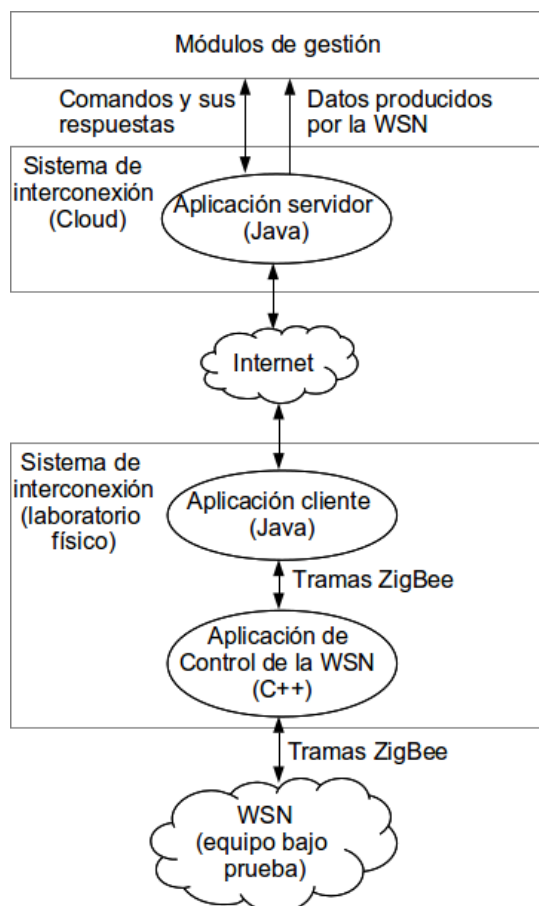 Módulos de gestión
Comandos y sus
respuestas
Datos producidos
por la WSN
Sistema de
interconexión
(Cloud)
Aplicación servidor
(Java)
Internet
Sistema de
interconexión
(laboratorio
físico)
Aplicación cliente
(Java)
Tramas ZigBee
Aplicación de
Control de la WSN
(C++)
Tramas ZigBee
WSN
(equipo bajo
prueba)